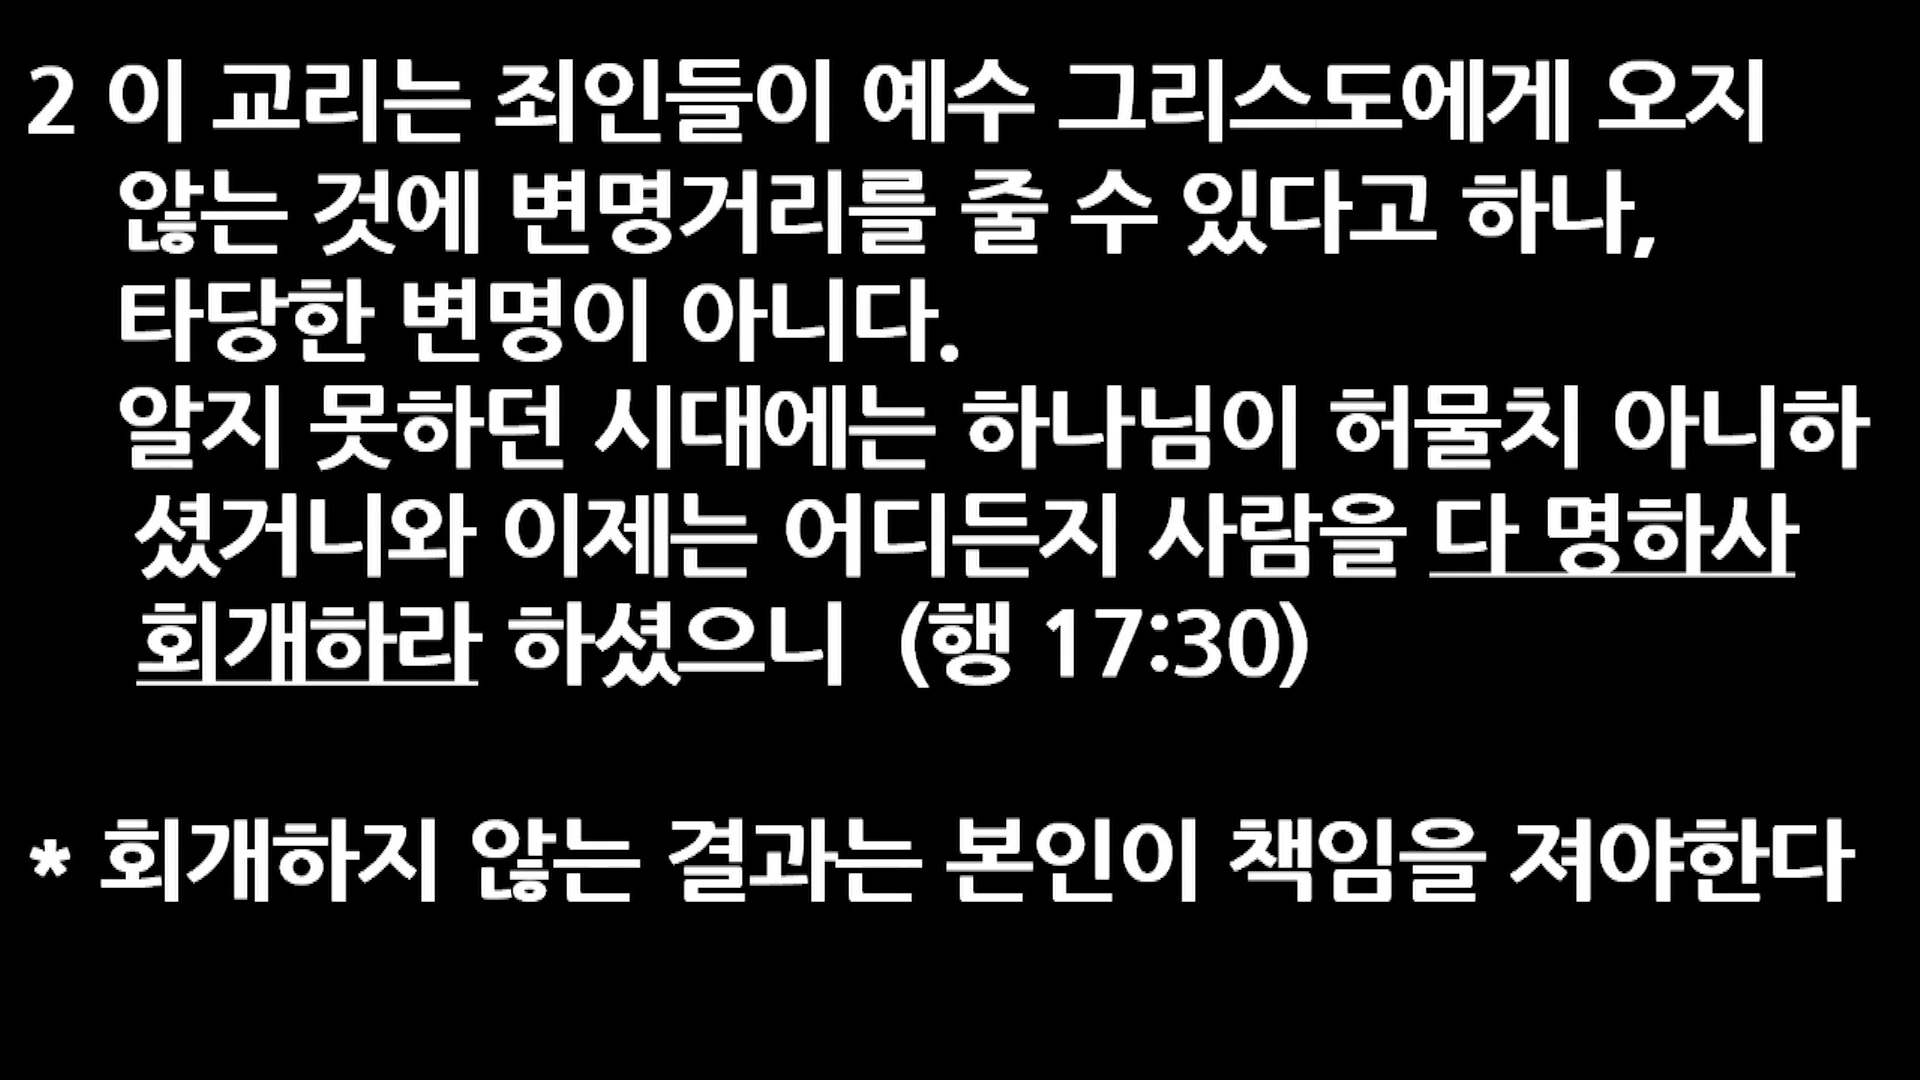 2 이 교리는 죄인들이 예수 그리스도에게 오지
않는 것에 변명거리를 줄 수 있다고 하나,
타당한 변명이 아니다.
알지 못하던 시대에는 하나님이 허물치 아니하
셨거니와 이제는 어디든지 사람을 다 명하사
회개하라 하셨으니 (행 17:30)
* 회개하지 않는 결과는 본인이 책임을 져야한다